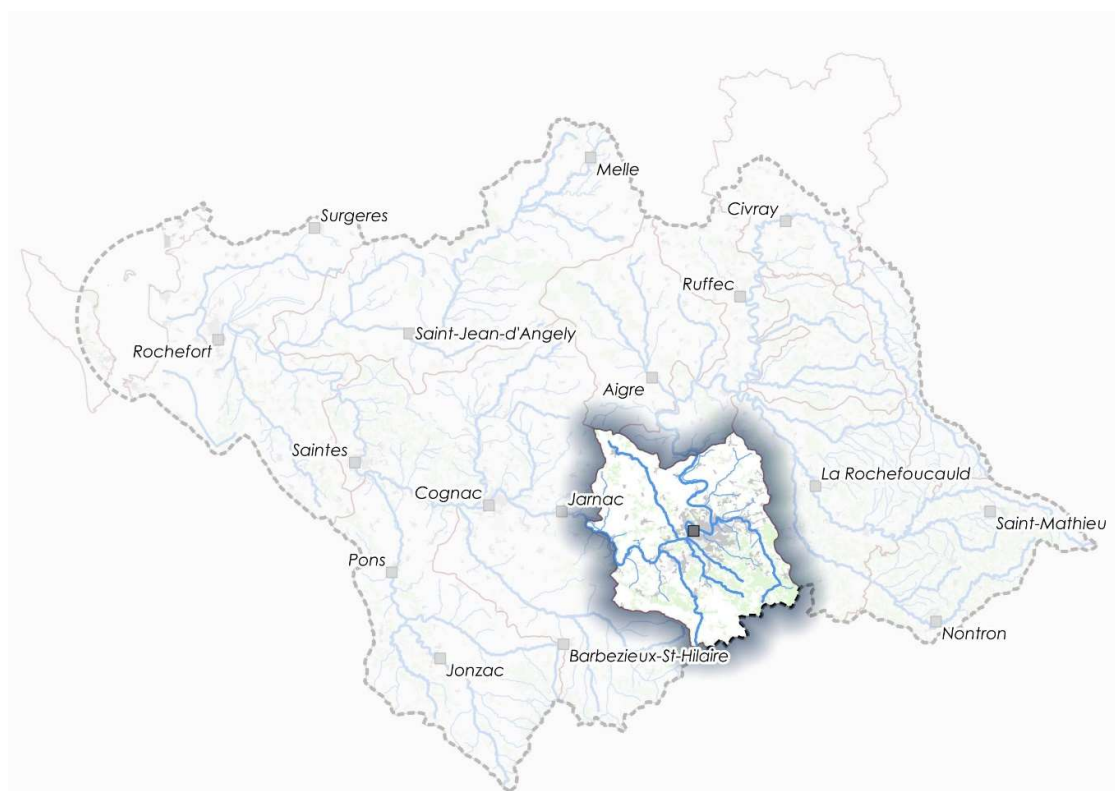 Melle
Surgeres
Civray
Ruffec
Saint-Jean-d'Angely
Rochefort
Aigre
Saintes
La Rochefoucauld
Cognac
Jarnac
Saint-Mathieu
Pons
Nontron
Barbezieux-St-Hilaire
Jonzac